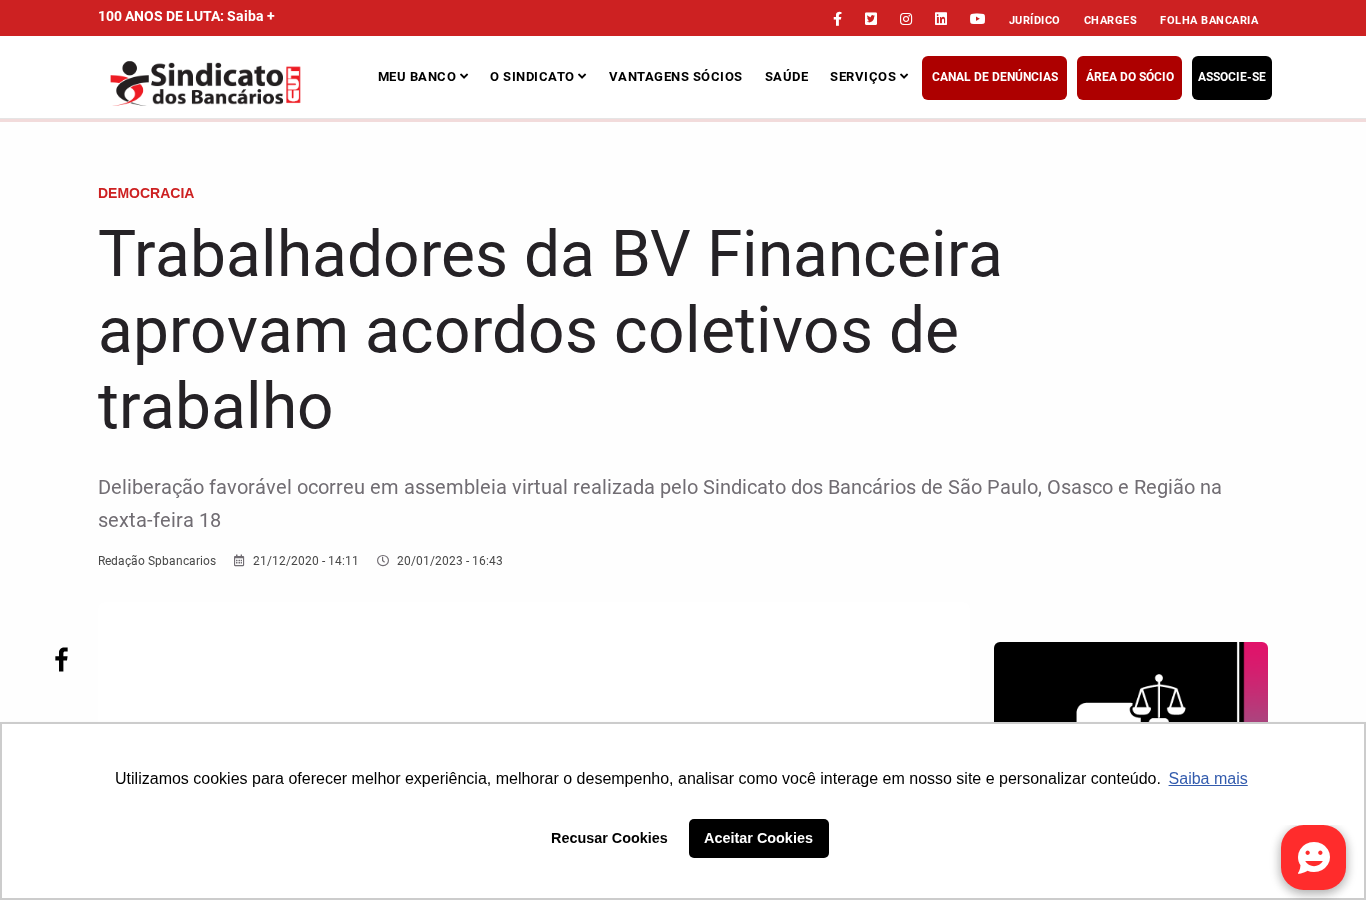 100 ANOS DE LUTA: Saiba +
JURÍDICO CHARGES FOLHA BANCARIA
Sindicato
dos Bancários
CUT
MEU BANCO O SINDICATO VANTAGENS SÓCIOS SAÚDE SERVIÇOS CANAL DE DENÚNCIAS ÁREA DO SÓCIO ASSOCIE-SE
DEMOCRACIA
Trabalhadores da BV Financeira
aprovam acordos coletivos de
trabalho
Deliberação favorável ocorreu em assembleia virtual realizada pelo Sindicato dos Bancários de São Paulo, Osasco e Região na
sexta-feira 18
Redação Spbancarios 21/12/2020 - 14:11 20/01/2023 - 16:43
Utilizamos cookies para oferecer melhor experiência, melhorar o desempenho, analisar como você interage em nosso site e personalizar conteúdo. Saiba mais
Recusar Cookies Aceitar Cookies